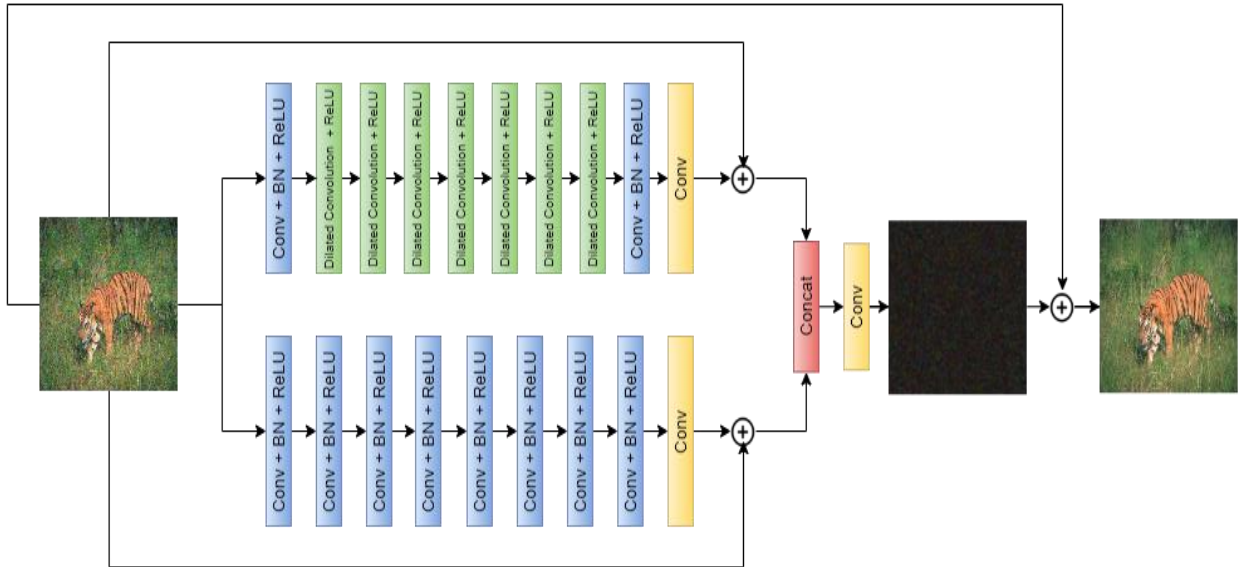 Conv + BN + ReLU
Dilated Convolution + ReLU
Dilated Convolution + ReLU
Dilated Convolution + ReLU
Dilated Convolution + ReLU
Dilated Convolution + ReLU
Dilated Convolution + ReLU
Dilated Convolution + ReLU
Conv + BN + ReLU
Conv
+
Concat
Conv
+
Conv + BN + ReLU
Conv + BN + ReLU
Conv + BN + ReLU
Conv + BN + ReLU
Conv + BN + ReLU
Conv + BN + ReLU
Conv + BN + ReLU
Conv + BN + ReLU
Conv
+